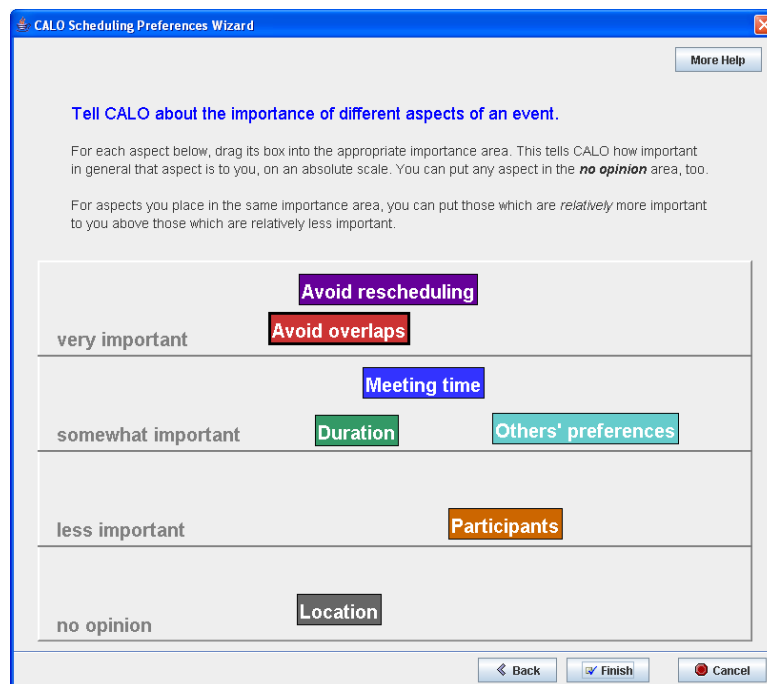 CALO Scheduling Preferences Wizard
More Help
Tell CALO about the importance of different aspects of an event.
For each aspect below, drag its box into the appropriate importance area. This tells CALO how important
in general that aspect is to you, on an absolute scale. You can put any aspect in the no opinion area, too.
For aspects you place in the same importance area, you can put those which are relatively more important
to you above those which are relatively less important.
Avoid rescheduling
Avoid overlaps
very important
Meeting time
Duration
Others' preferences
somewhat important
Participants
less important
Location
no opinion
Back
Finish
Cancel